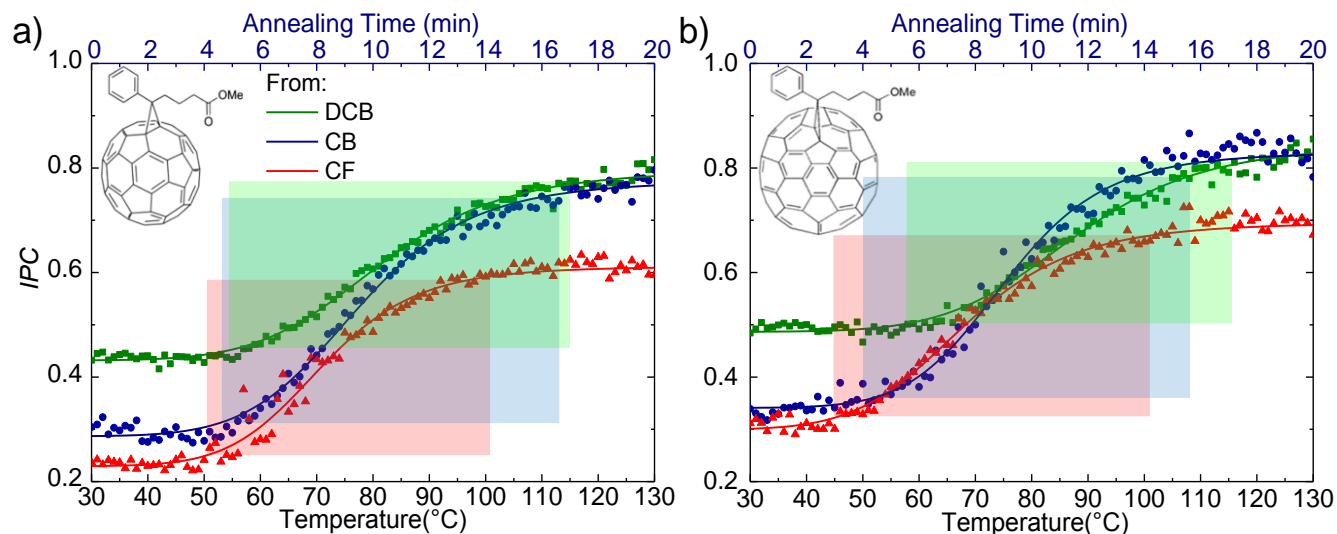 a)
Annealing Time (min)
0 2 4 6 8 10 12 14 16 18 20
1.0
0.8
0.6
0.4
0.2
IPC
OMe
O
From:
DCB
CB
CF
30 40 50 60 70 80 90 100 110 120 130
Temperature(°C)
b)
Annealing Time (min)
0 2 4 6 8 10 12 14 16 18 20
1.0
0.8
0.6
0.4
0.2
OMe
O
30 40 50 60 70 80 90 100 110 120 130
Temperature(°C)